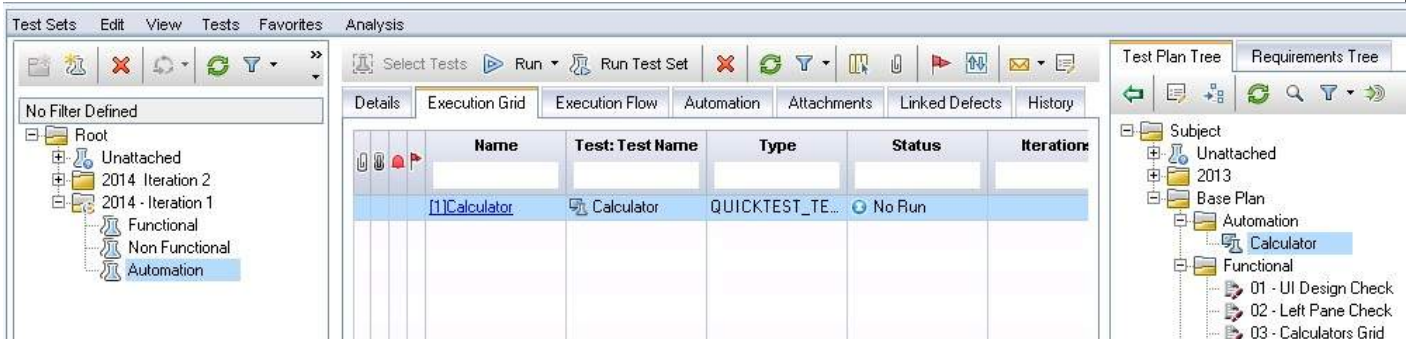 Test Sets Edit View Tests Favorites Analysis
Select Tests Run Run Test Set
Test Plan Tree Requirements Tree
No Filter Defined
Details Execution Grid Execution Flow Automation Attachments Linked Defects History
Root
Unattached
2014 Iteration 2
2014 - Iteration 1
Functional
Non Functional
Automation
Name Test: Test Name Type Status Iterations
[1]Calculator Calculator QUICKTEST_TE... No Run
Subject
Unattached
2013
Base Plan
Automation
Calculator
Functional
01 - UI Design Check
02 - Left Pane Check
03 - Calculators Grid